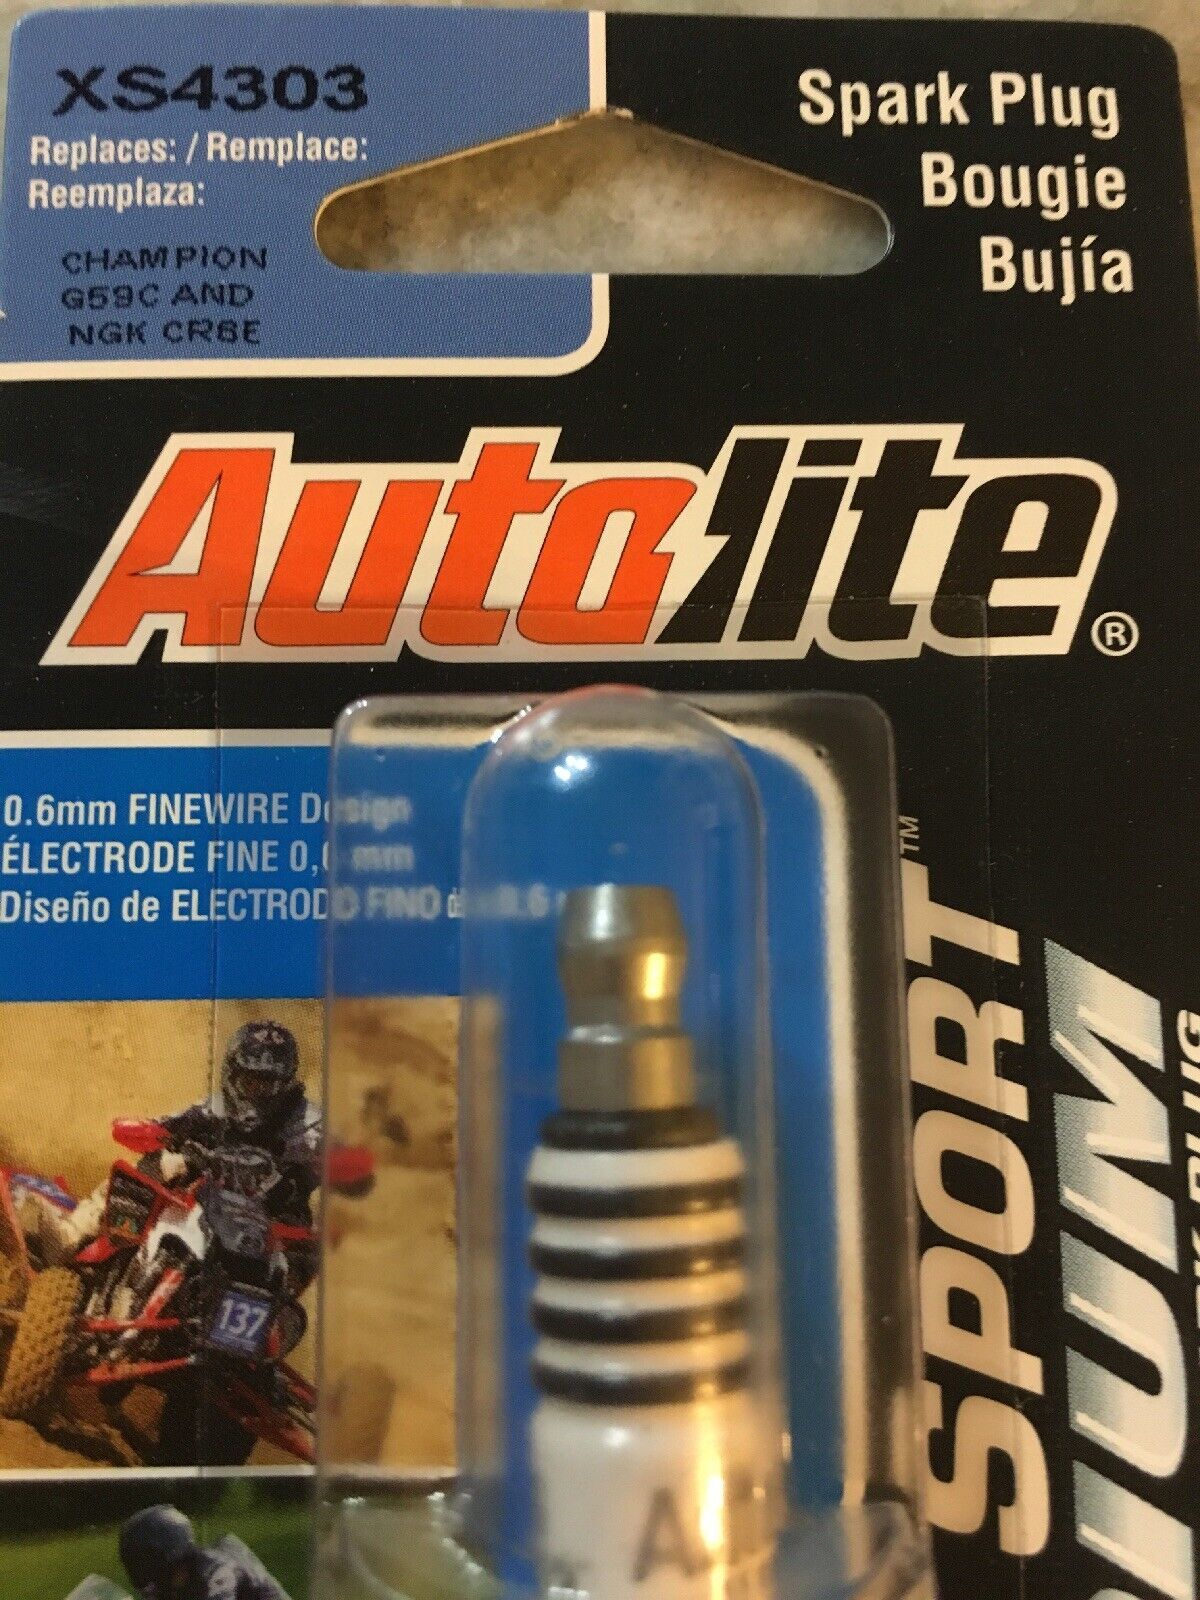 XS4303
Replaces: / Remplace:
Reemplaza:
CHAMPION
G59C AND
NGK CR8E
Spark Plug
Bougie
Bujía
Autolite®
0.6mm FINEWIRE Design
ÉLECTRODE FINE 0,6 mm
Diseño de ELECTRODO FINO de 0.6
137
SPORT™
A